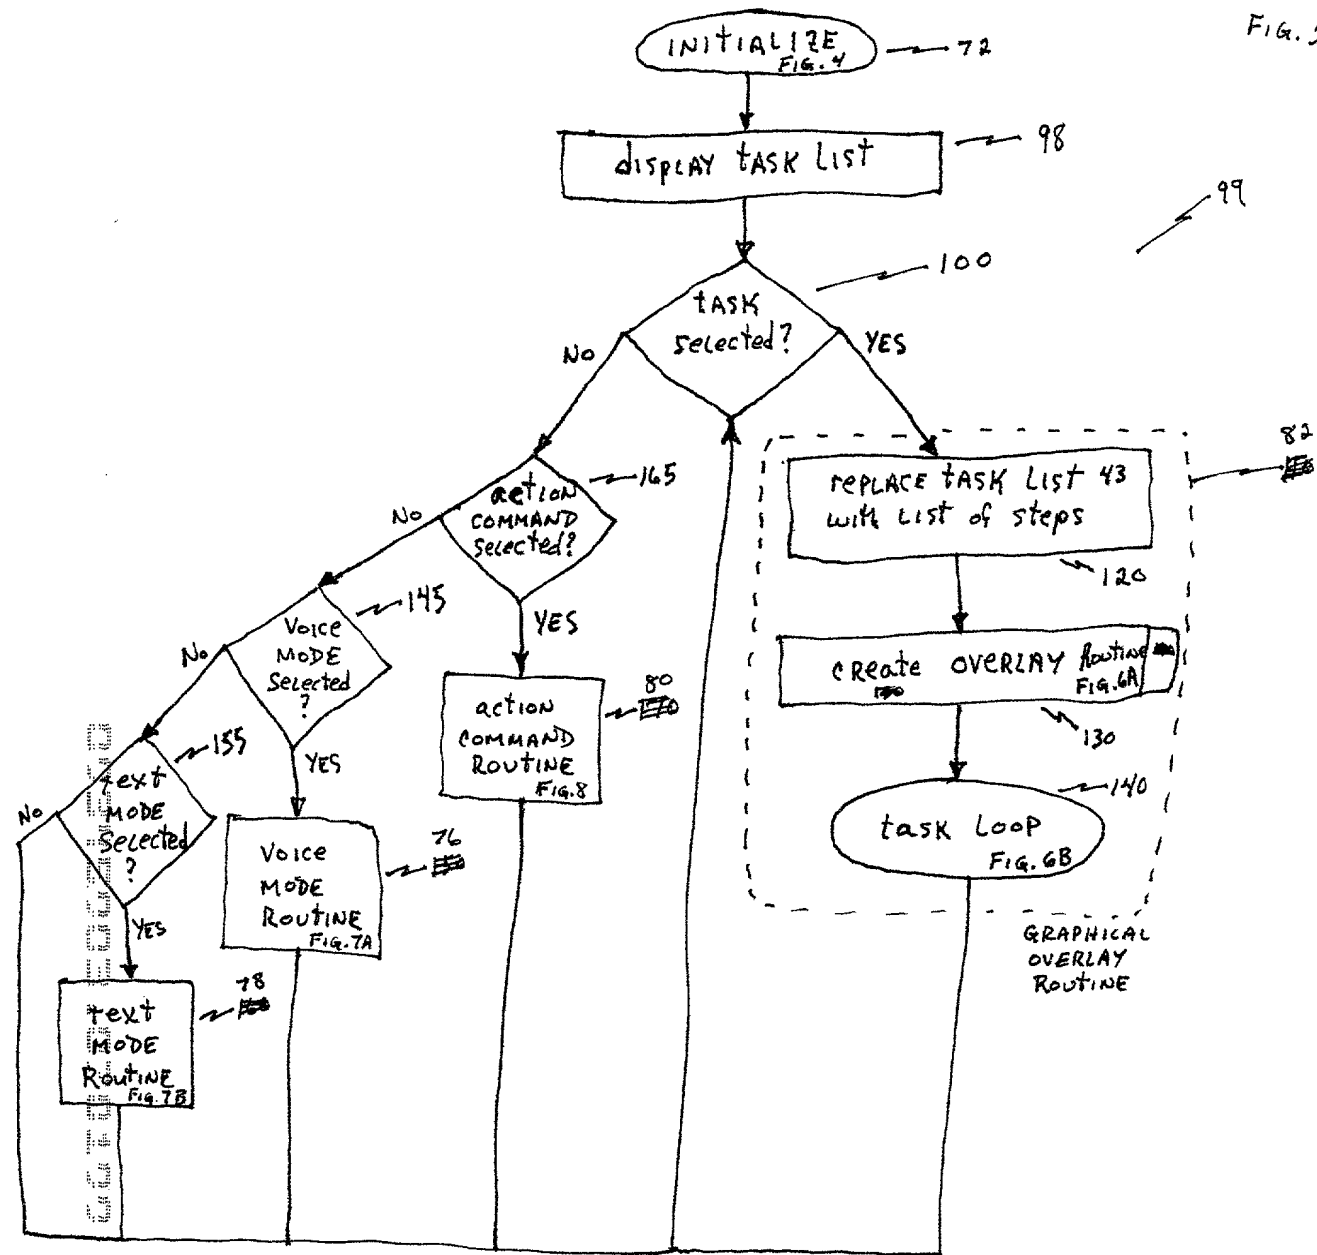 FIG. 5
INITIALIZE
FIG. 4
72
display task List
98
99
100
task
selected?
No
YES
82
replace task List 43
with List of steps
120
action
COMMAND
selected?
165
No
YES
create OVERLAY Routine
FIG. 6A
130
Voice
MODE
selected
?
145
No
YES
action
COMMAND
ROUTINE
FIG. 8
80
task Loop
FIG. 6B
140
text
MODE
selected
?
155
No
YES
Voice
MODE
ROUTINE
FIG. 7A
76
GRAPHICAL
OVERLAY
ROUTINE
text
MODE
Routine
FIG. 7B
78